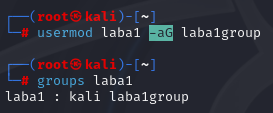 ┌──(root㉿kali)-[~]
└─# usermod laba1 -aG laba1group
┌──(root㉿kali)-[~]
└─# groups laba1
laba1 : kali laba1group